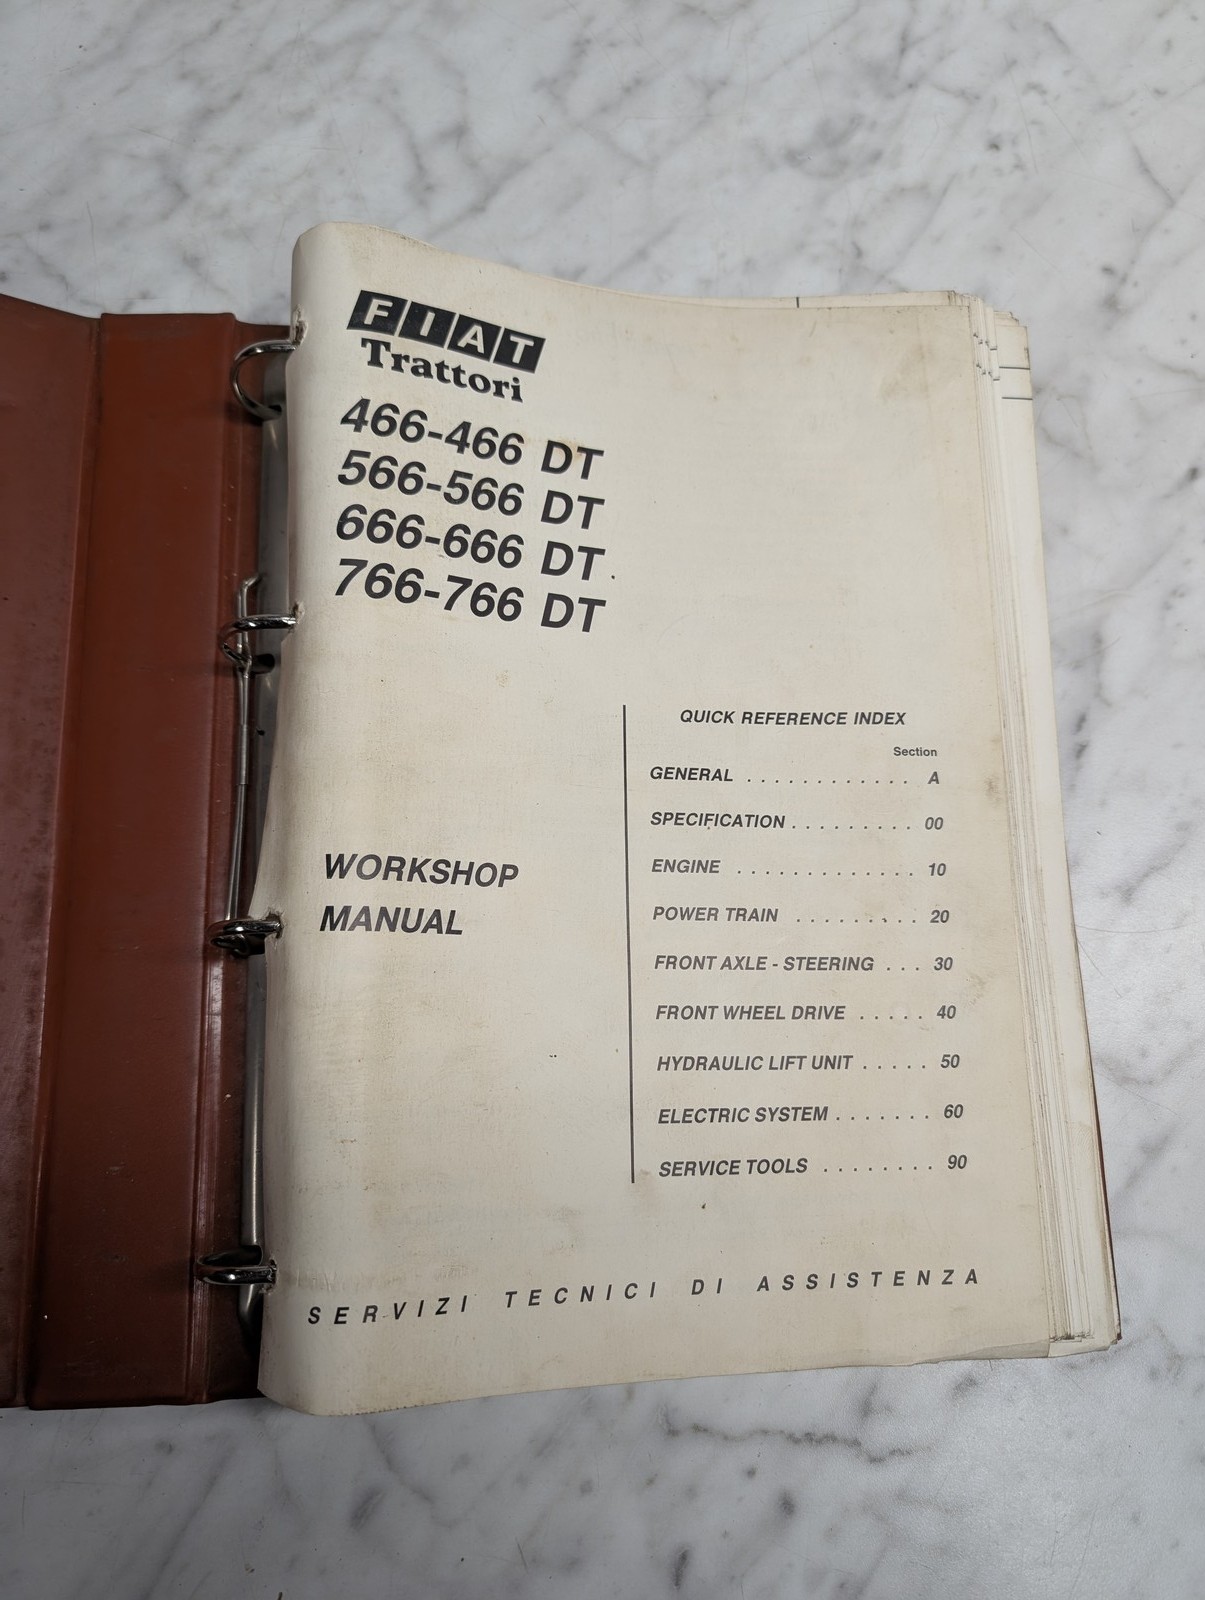 FIAT
Trattori
466-466 DT
566-566 DT
666-666 DT
766-766 DT
WORKSHOP
MANUAL
QUICK REFERENCE INDEX
Section
GENERAL . . . . . . . . . . . . A
SPECIFICATION . . . . . . . . . 00
ENGINE . . . . . . . . . . . . . 10
POWER TRAIN . . . . . . . . . 20
FRONT AXLE - STEERING . . . 30
FRONT WHEEL DRIVE . . . . . 40
HYDRAULIC LIFT UNIT . . . . . 50
ELECTRIC SYSTEM . . . . . . . 60
SERVICE TOOLS . . . . . . . . 90
SERVIZI TECNICI DI ASSISTENZA